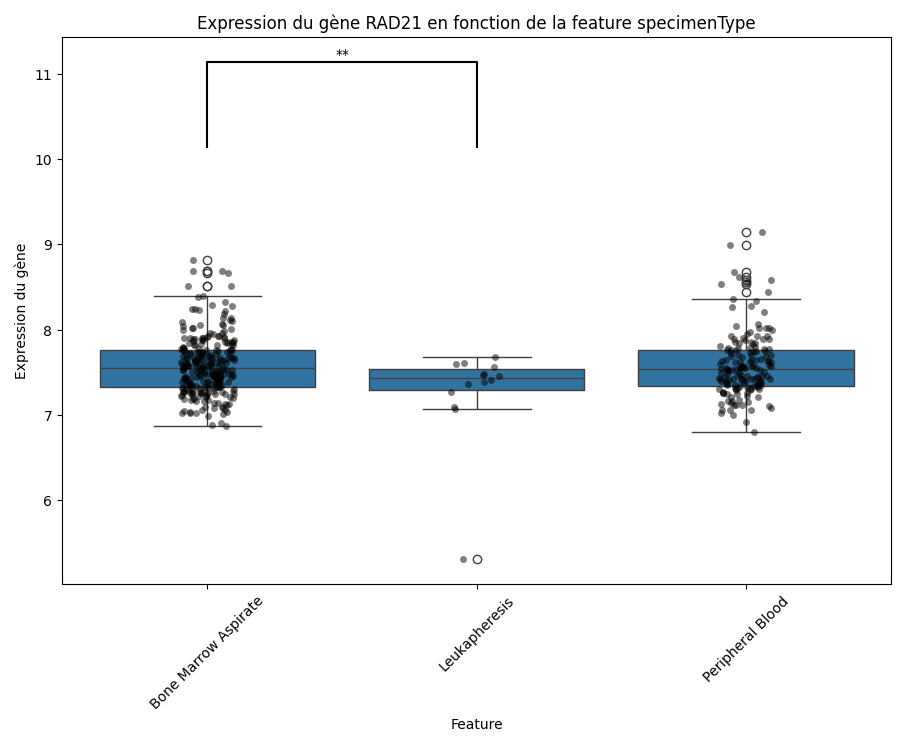 Expression du gène RAD21 en fonction de la feature specimenType
**
11
10
9
8
7
6
Expression du gène
Bone Marrow Aspirate
Leukapheresis
Peripheral Blood
Feature